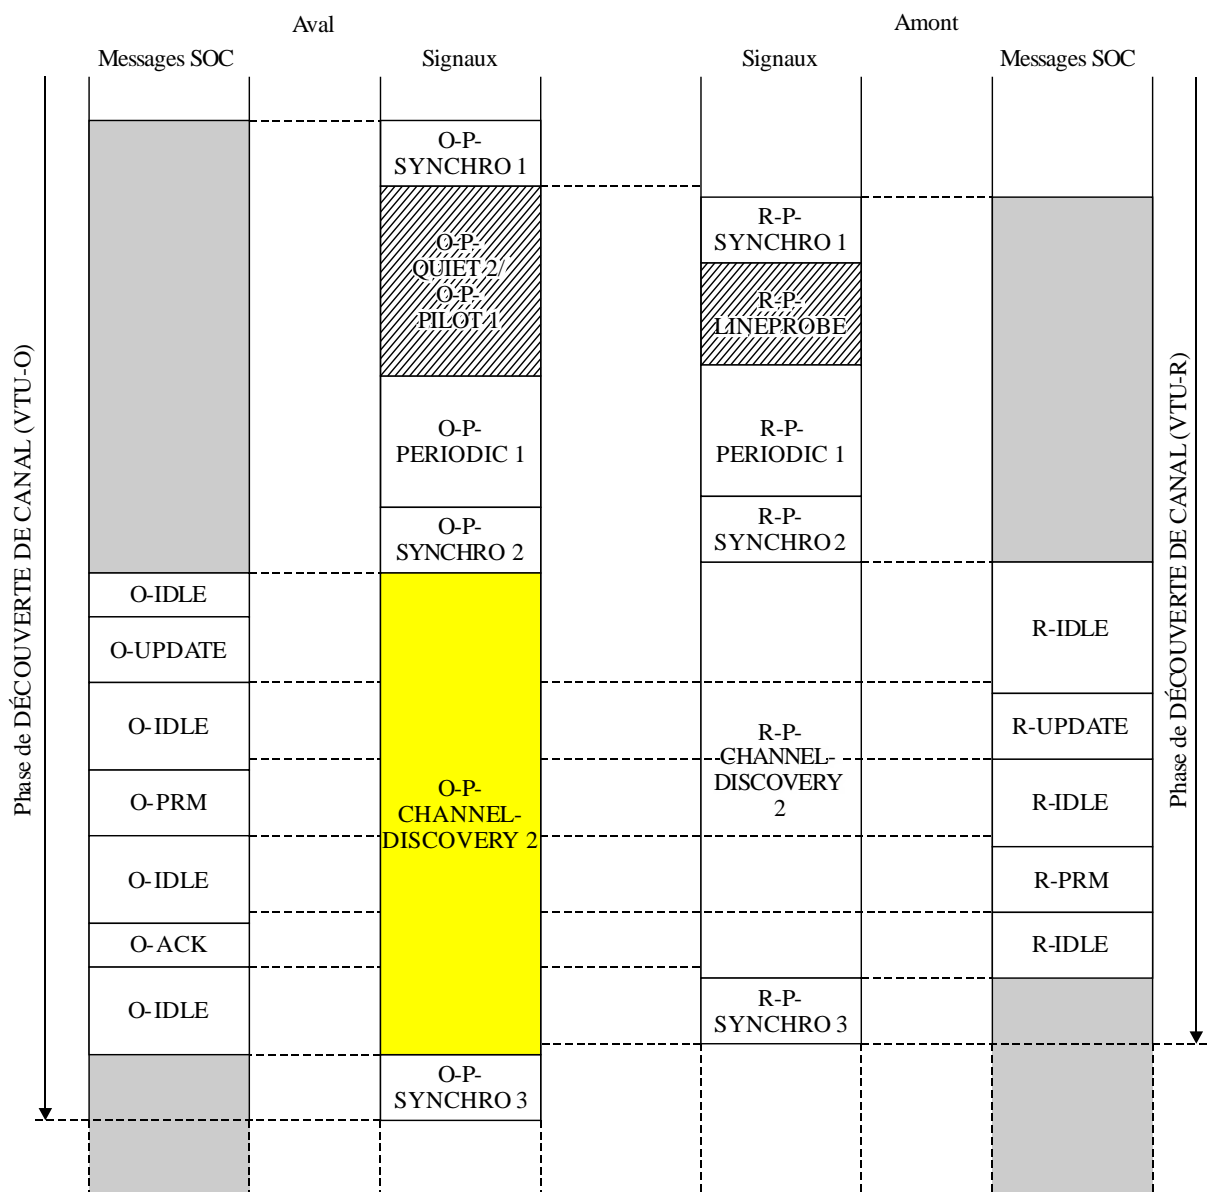 Aval
Amont
Messages SOC
Signaux
Signaux
Messages SOC
Phase de DÉCOUVERTE DE CANAL (VTU-O)
O-IDLE
O-UPDATE
O-IDLE
O-PRM
O-IDLE
O-ACK
O-IDLE
O-P-
SYNCHRO 1
O-P-
QUIET 2/
O-P-
PILOT 1
O-P-
PERIODIC 1
O-P-
SYNCHRO 2
O-P-
CHANNEL-
DISCOVERY 2
O-P-
SYNCHRO 3
R-P-
SYNCHRO 1
R-P-
LINEPROBE
R-P-
PERIODIC 1
R-P-
SYNCHRO 2
R-P-
CHANNEL-
DISCOVERY
2
R-P-
SYNCHRO 3
R-IDLE
R-UPDATE
R-IDLE
R-PRM
R-IDLE
Phase de DÉCOUVERTE DE CANAL (VTU-R)